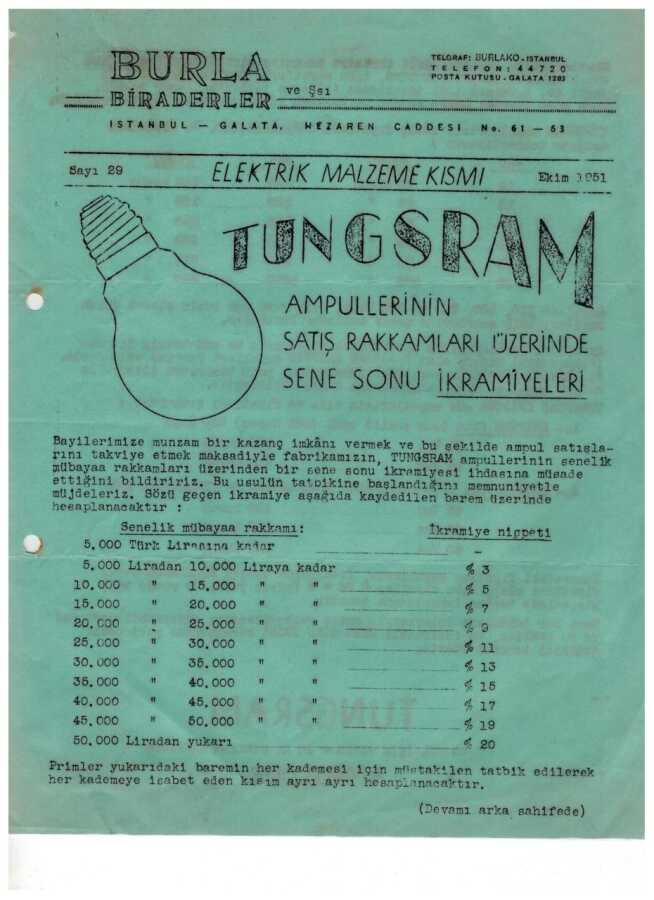 BURLA
BİRADERLER ve Şsı
TELGRAF: BURLAKO - ISTANBUL
TELEFON: 44720
POSTA KUTUSU - GALATA 1283
ISTANBUL — GALATA, HEZAREN CADDESI No. 61 — 63
Sayı 29 ELEKTRİK MALZEME KISMI Ekim 1951
TUNGSRAM
AMPULLERİNİN
SATIŞ RAKKAMLARI ÜZERİNDE
SENE SONU İKRAMİYELERİ
Bayilerimize munzam bir kazanç imkânı vermek ve bu şekilde ampul satışla-
rını takviye etmek maksadiyle fabrikamızın, TUNGSRAM ampullerinin senelik
mübayaa rakkamları üzerinden bir sene sonu ikramiyesi ihdasına müsade
ettiğini bildiririz. Bu usulün tatbikine başlandığını memnuniyetle
müjdeleriz. Sözü geçen ikramiye aşağıda kaydedilen barem üzerinde
hesaplanacaktır :
Senelik mübayaa rakkamı: İkramiye nispeti
5.000 Türk Lirasına kadar -
5.000 Liradan 10.000 Liraya kadar % 3
10.000 " 15.000 " " % 5
15.000 " 20.000 " " % 7
20.000 " 25.000 " " % 9
25.000 " 30.000 " " % 11
30.000 " 35.000 " " % 13
35.000 " 40.000 " " % 15
40.000 " 45.000 " " % 17
45.000 " 50.000 " " % 19
50.000 Liradan yukarı % 20
Primler yukarıdaki baremin her kademesi için müstakilen tatbik edilerek
her kademeye isabet eden kısım ayrı ayrı hesaplanacaktır.
(Devamı arka sahifede)